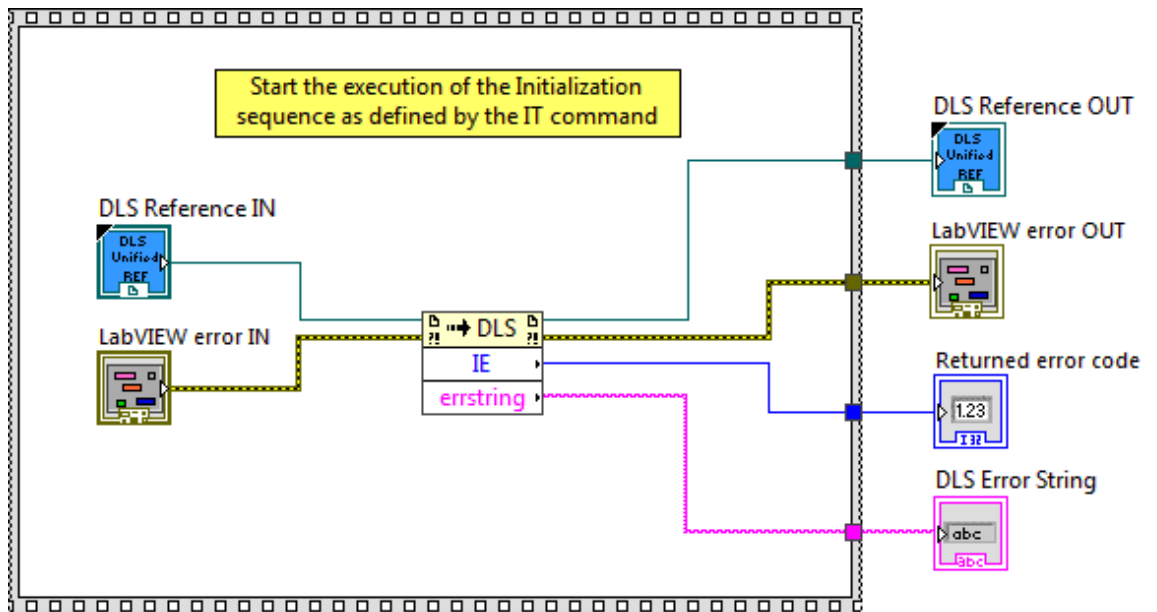 Start the execution of the Initialization
sequence as defined by the IT command
DLS Reference OUT
DLS
Unified
REF
DLS Reference IN
DLS
Unified
REF
LabVIEW error OUT
LabVIEW error IN
?! DLS ?!
IE
errstring
Returned error code
1.23
I32
DLS Error String
abc
abc